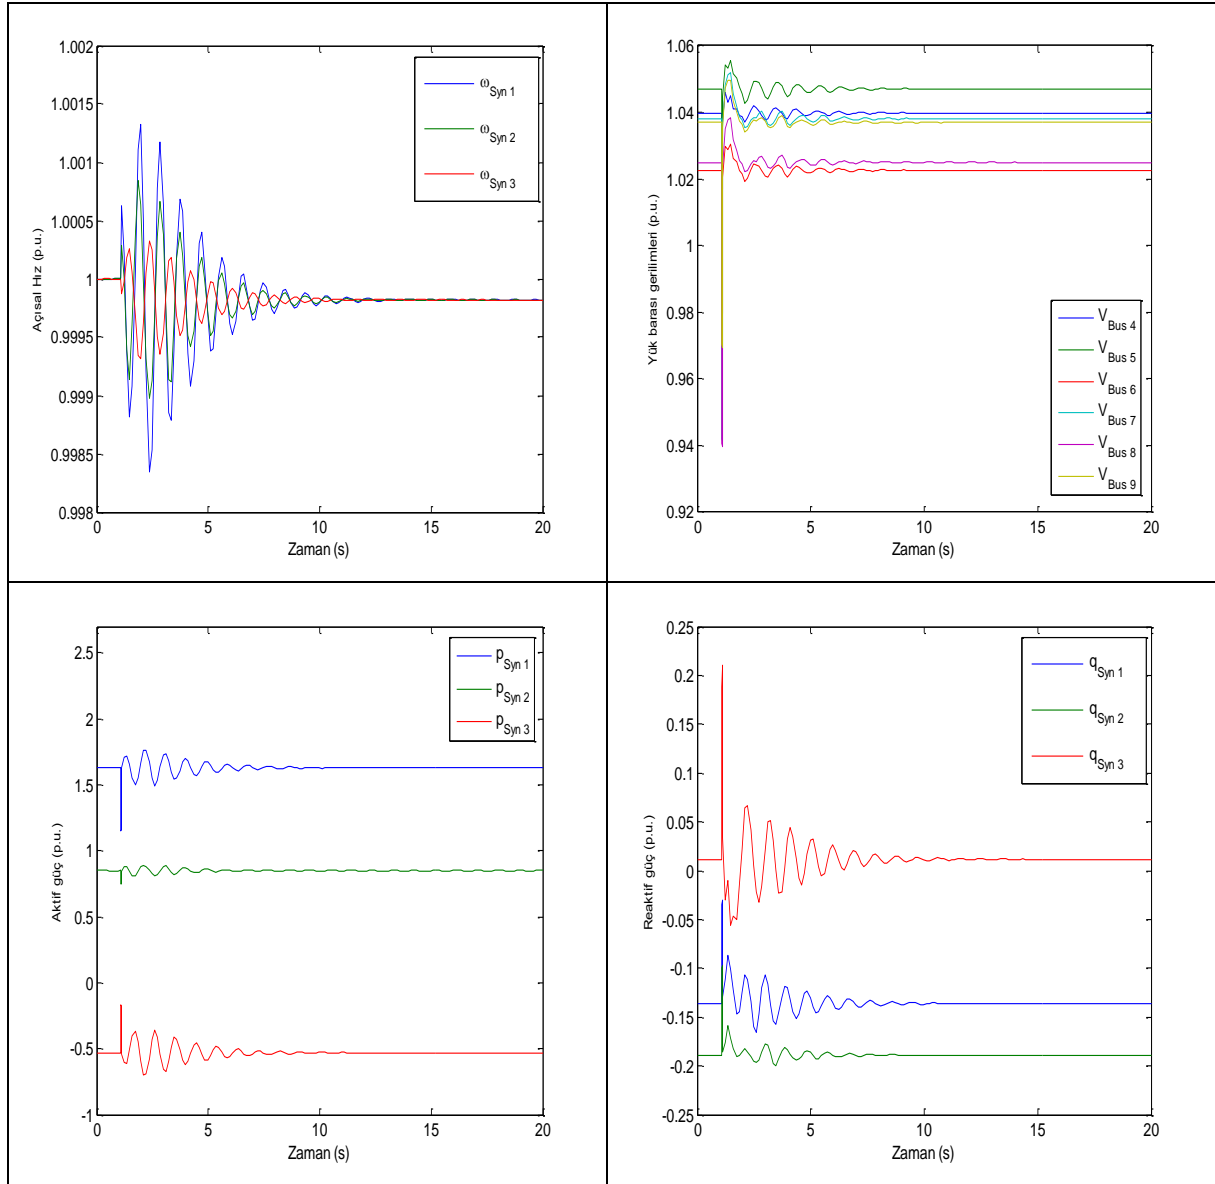 1.002
1.0015
1.001
1.0005
1
0.9995
0.999
0.9985
0.998
0 5 10 15 20
Açısal Hız (p.u.)
Zaman (s)
ωSyn 1
ωSyn 2
ωSyn 3
1.06
1.04
1.02
1
0.98
0.96
0.94
0.92
0 5 10 15 20
Yük barası gerilimleri (p.u.)
Zaman (s)
VBus 4
VBus 5
VBus 6
VBus 7
VBus 8
VBus 9
2.5
2
1.5
1
0.5
0
-0.5
-1
0 5 10 15 20
Aktif güç (p.u.)
Zaman (s)
pSyn 1
pSyn 2
pSyn 3
0.25
0.2
0.15
0.1
0.05
0
-0.05
-0.1
-0.15
-0.2
-0.25
0 5 10 15 20
Reaktif güç (p.u.)
Zaman (s)
qSyn 1
qSyn 2
qSyn 3